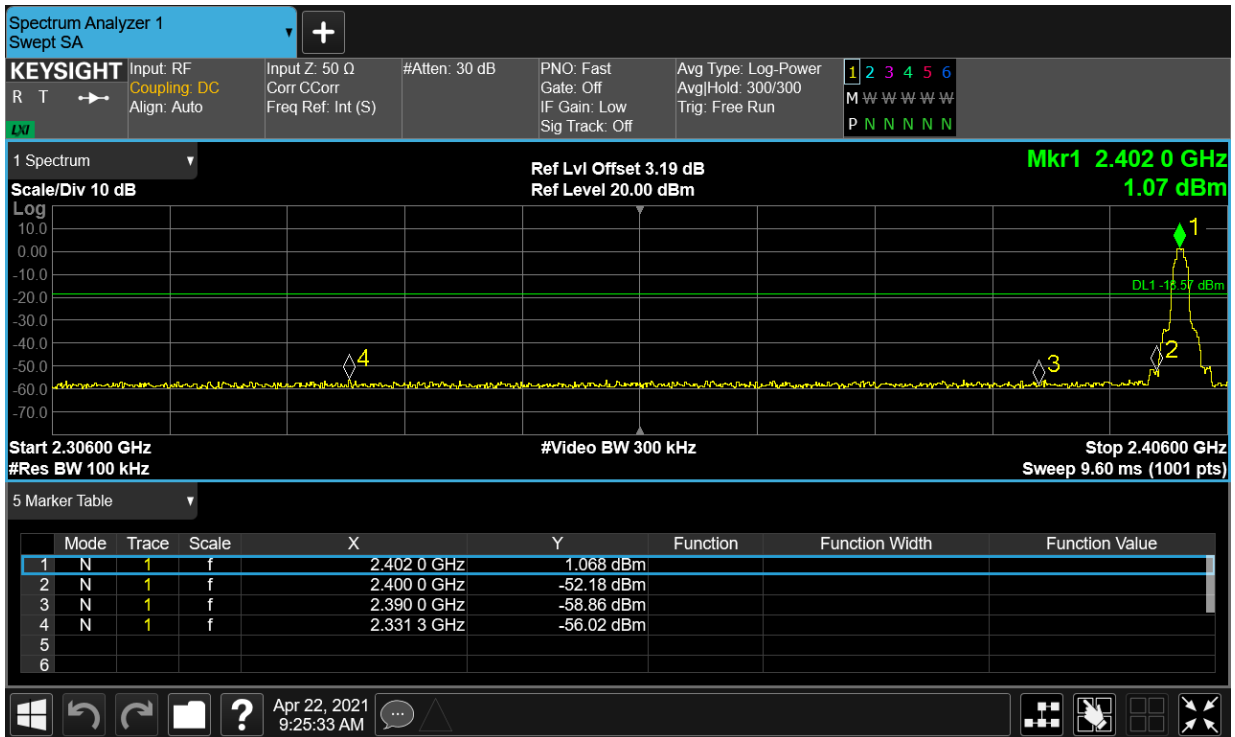 Spectrum Analyzer 1
Swept SA
KEYSIGHT
R T
LXI
Input: RF
Coupling: DC
Align: Auto
Input Z: 50 Ω
Corr CCorr
Freq Ref: Int (S)
#Atten: 30 dB
PNO: Fast
Gate: Off
IF Gain: Low
Sig Track: Off
Avg Type: Log-Power
Avg|Hold: 300/300
Trig: Free Run
1 2 3 4 5 6
M W W W W W
P N N N N N
1 Spectrum
Scale/Div 10 dB
Ref Lvl Offset 3.19 dB
Ref Level 20.00 dBm
Mkr1 2.402 0 GHz
1.07 dBm
Log
10.0
0.00
-10.0
-20.0
-30.0
-40.0
-50.0
-60.0
-70.0
1
DL1 -18.57 dBm
2
3
4
Start 2.30600 GHz
#Res BW 100 kHz
#Video BW 300 kHz
Stop 2.40600 GHz
Sweep 9.60 ms (1001 pts)
5 Marker Table
Mode Trace Scale X Y Function Function Width Function Value
1 N 1 f 2.402 0 GHz 1.068 dBm
2 N 1 f 2.400 0 GHz -52.18 dBm
3 N 1 f 2.390 0 GHz -58.86 dBm
4 N 1 f 2.331 3 GHz -56.02 dBm
5
6
?
Apr 22, 2021
9:25:33 AM